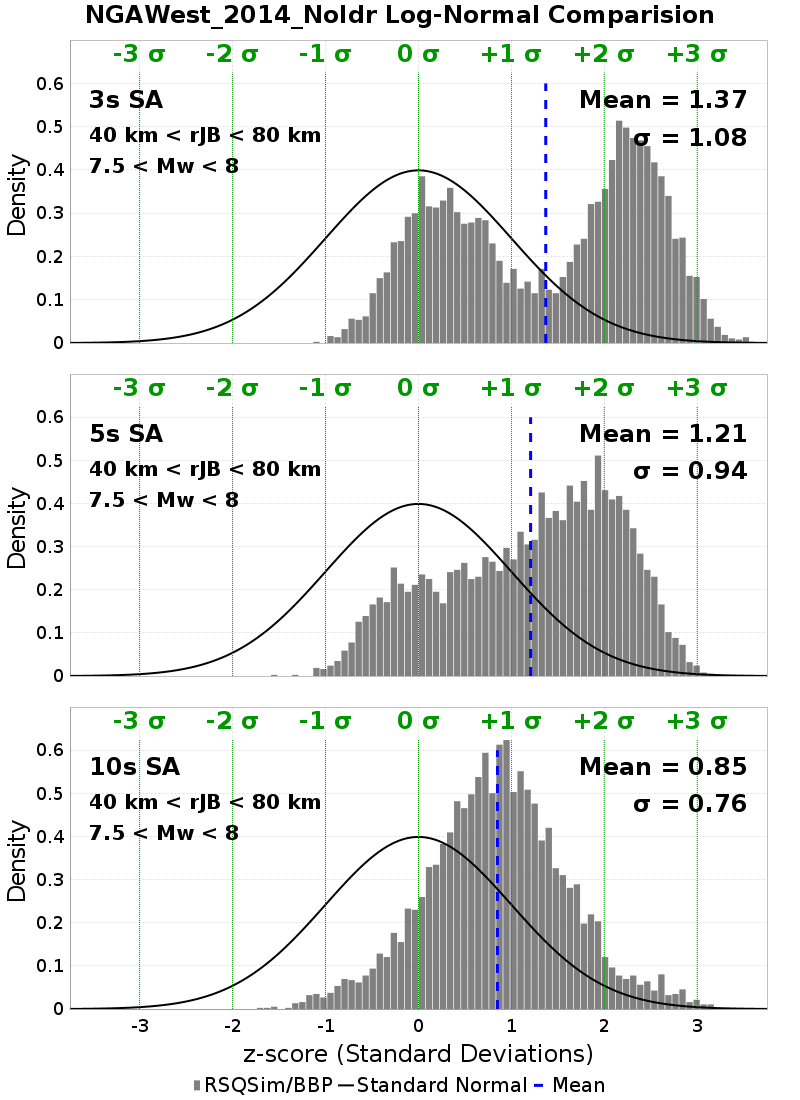 NGAWest_2014_NoIdr Log-Normal Comparision
-3 σ -2 σ -1 σ 0 σ +1 σ +2 σ +3 σ
3s SA
Mean = 1.37
40 km < rJB < 80 km
σ = 1.08
7.5 < Mw < 8
Density
0.6
0.5
0.4
0.3
0.2
0.1
0
-3 σ -2 σ -1 σ 0 σ +1 σ +2 σ +3 σ
5s SA
Mean = 1.21
40 km < rJB < 80 km
σ = 0.94
7.5 < Mw < 8
Density
0.6
0.5
0.4
0.3
0.2
0.1
0
-3 σ -2 σ -1 σ 0 σ +1 σ +2 σ +3 σ
10s SA
Mean = 0.85
40 km < rJB < 80 km
σ = 0.76
7.5 < Mw < 8
Density
0.6
0.5
0.4
0.3
0.2
0.1
0
-3 -2 -1 0 1 2 3
z-score (Standard Deviations)
RSQSim/BBP Standard Normal Mean